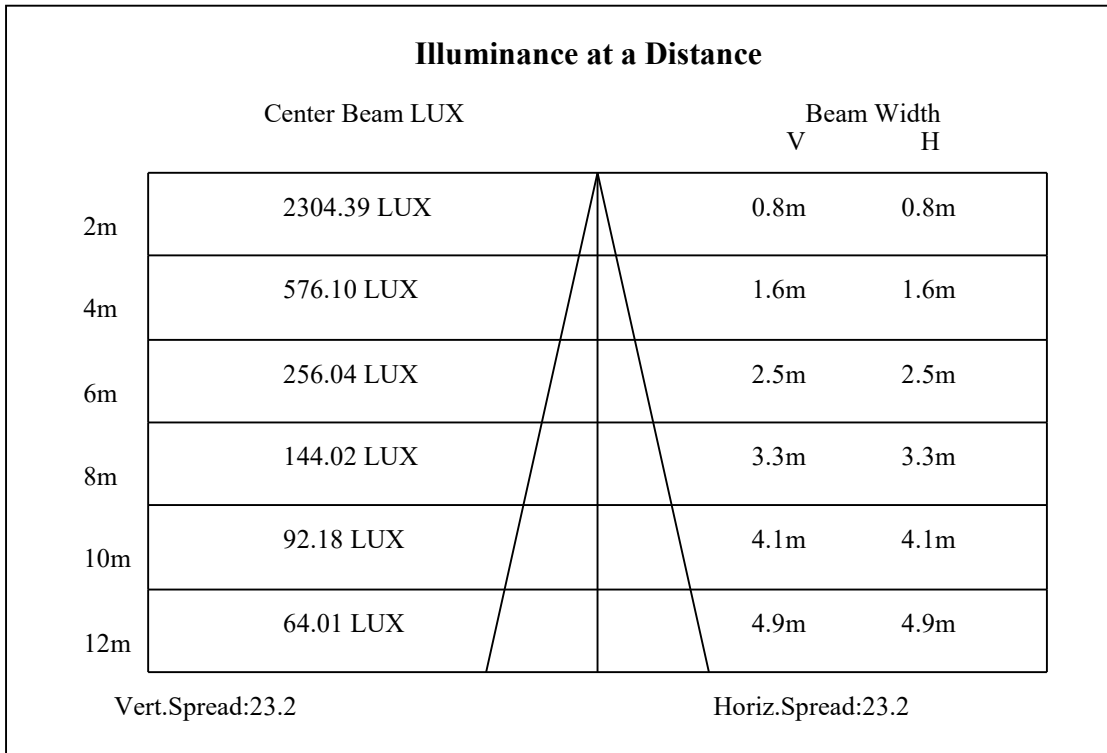 Illuminance at a Distance
Center Beam LUX Beam Width
V H
2m 2304.39 LUX 0.8m 0.8m
4m 576.10 LUX 1.6m 1.6m
6m 256.04 LUX 2.5m 2.5m
8m 144.02 LUX 3.3m 3.3m
10m 92.18 LUX 4.1m 4.1m
12m 64.01 LUX 4.9m 4.9m
Vert.Spread:23.2 Horiz.Spread:23.2